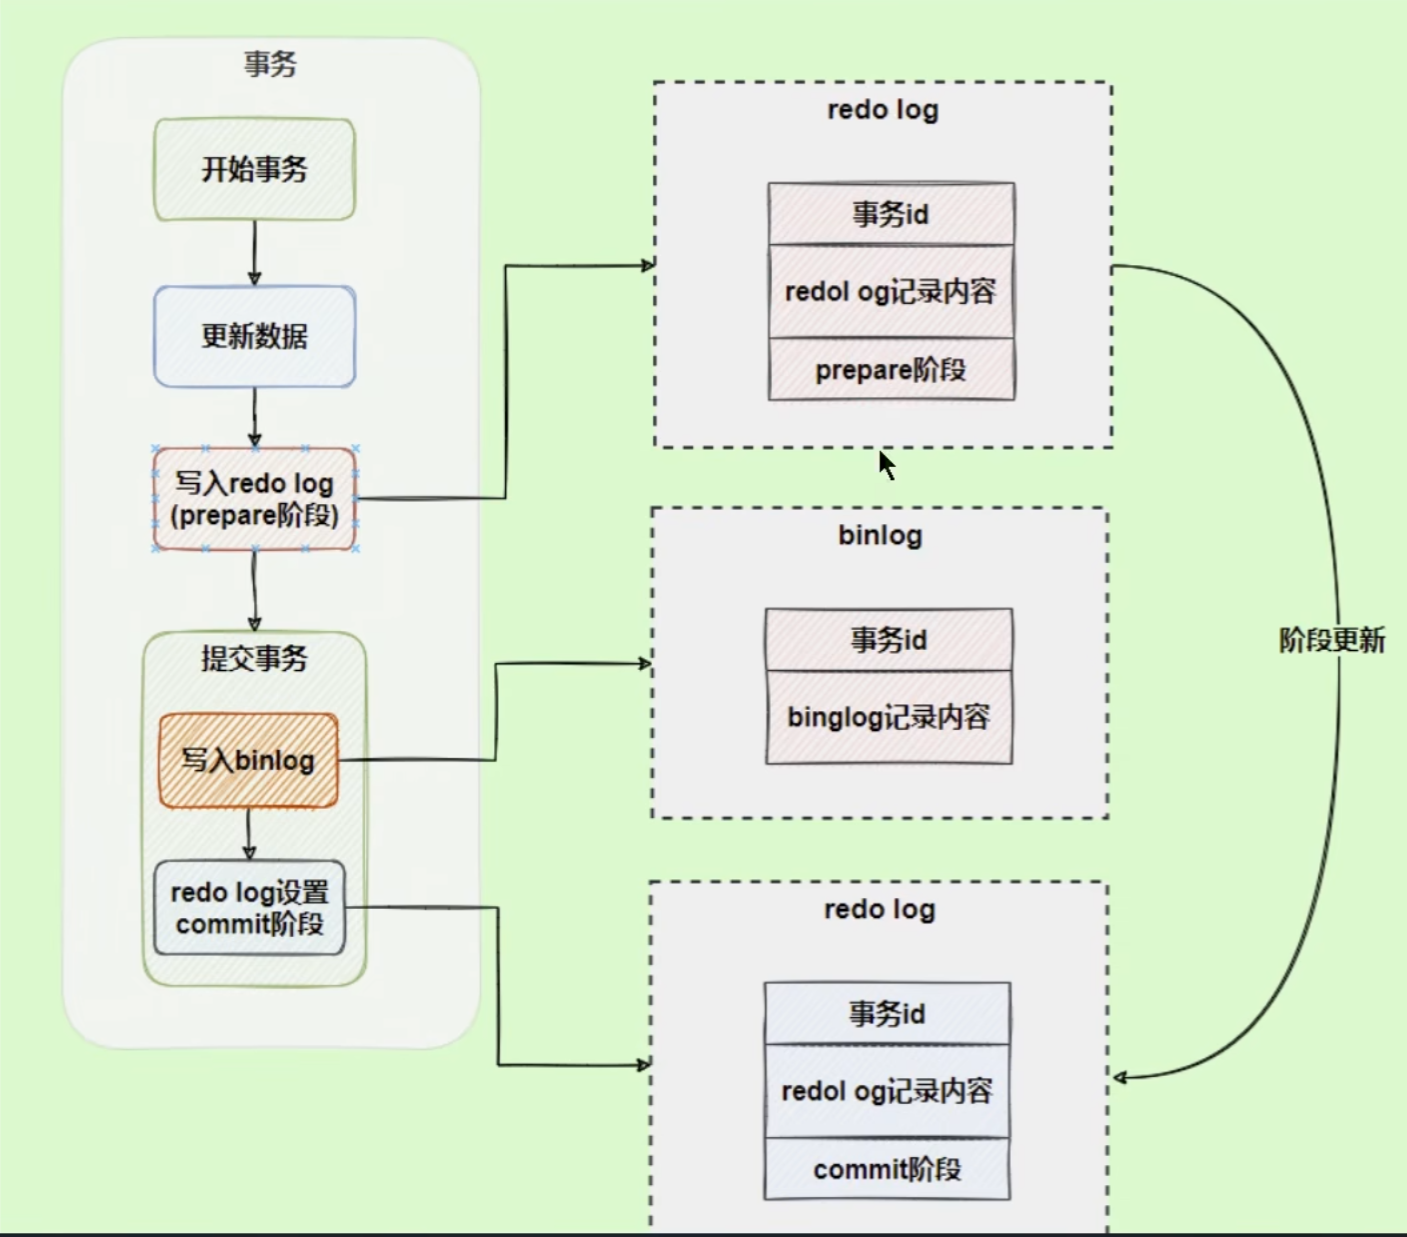 事务
开始事务
更新数据
写入redo log
(prepare阶段)
提交事务
写入binlog
redo log设置
commit阶段
redo log
事务id
redol og记录内容
prepare阶段
binlog
事务id
binglog记录内容
redo log
事务id
redol og记录内容
commit阶段
阶段更新